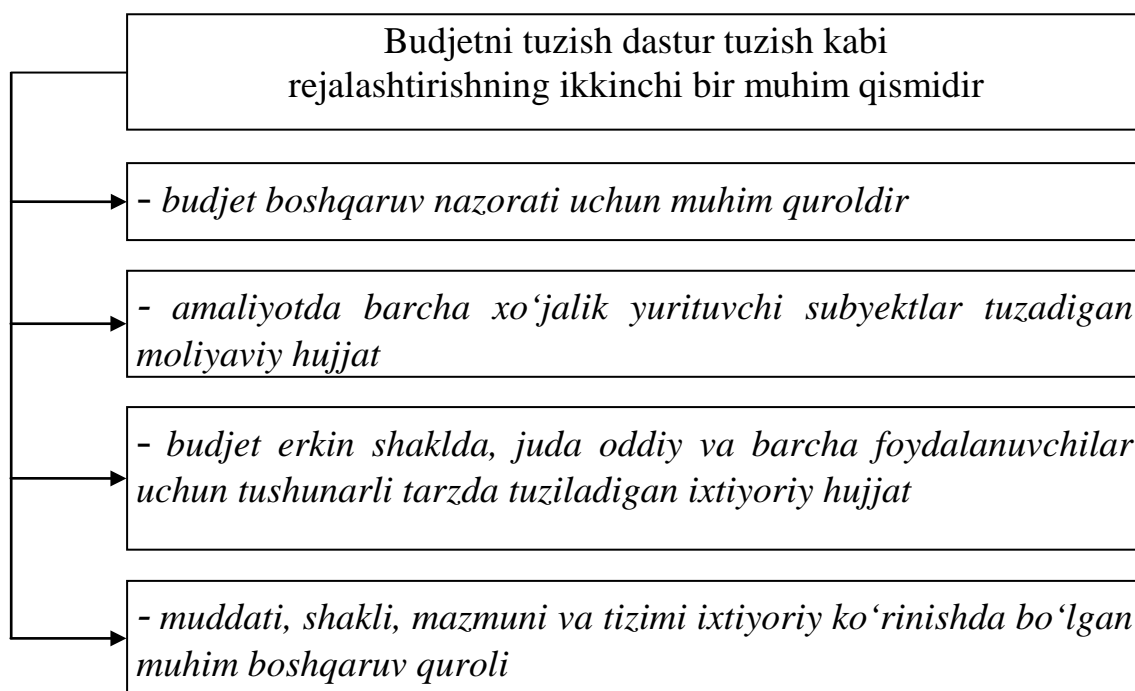 Budjetni tuzish dastur tuzish kabi
rejalashtirishning ikkinchi bir muhim qismidir
- budjet boshqaruv nazorati uchun muhim quroldir
- amaliyotda barcha xo‘jalik yurituvchi subyektlar tuzadigan
moliyaviy hujjat
- budjet erkin shaklda, juda oddiy va barcha foydalanuvchilar
uchun tushunarli tarzda tuziladigan ixtiyoriy hujjat
- muddati, shakli, mazmuni va tizimi ixtiyoriy ko‘rinishda bo‘lgan
muhim boshqaruv quroli